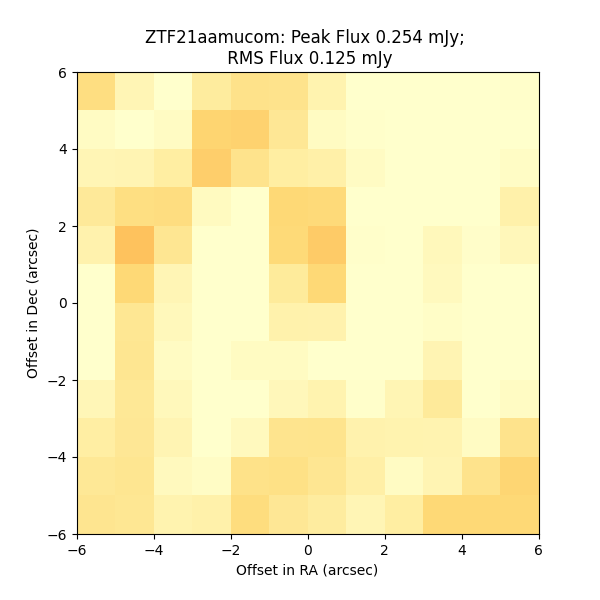 ZTF21aamucom: Peak Flux 0.254 mJy;
RMS Flux 0.125 mJy
6
4
2
0
−2
−4
−6
Offset in Dec (arcsec)
−6 −4 −2 0 2 4 6
Offset in RA (arcsec)